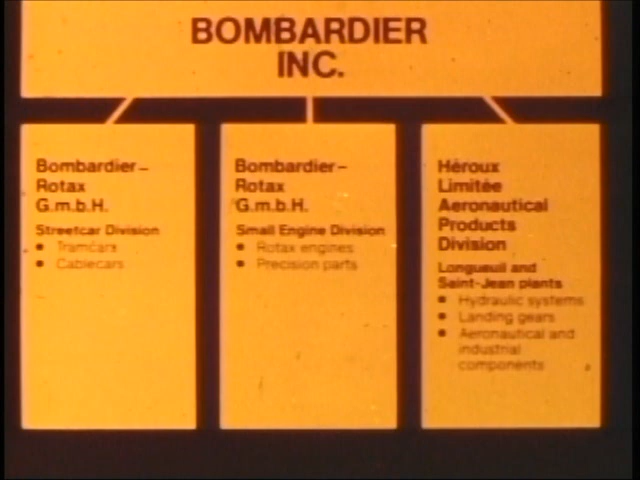 BOMBARDIER
INC.
Bombardier–
Rotax
G.m.b.H.
Streetcar Division
• Tramcars
• Cablecars
Bombardier–
Rotax
G.m.b.H.
Small Engine Division
• Rotax engines
• Precision parts
Héroux
Limitée
Aeronautical
Products
Division
Longueuil and
Saint-Jean plants
• Hydraulic systems
• Landing gears
• Aeronautical and
industrial
components